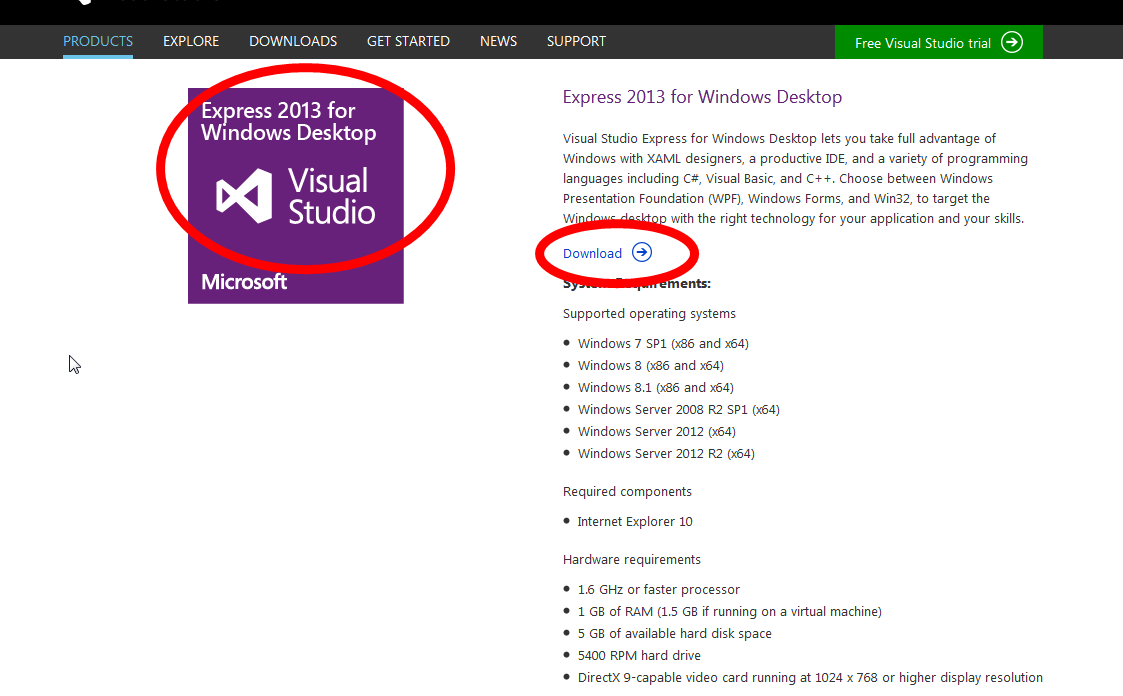 PRODUCTS EXPLORE DOWNLOADS GET STARTED NEWS SUPPORT
Free Visual Studio trial
Express 2013 for
Windows Desktop
Visual
Studio
Microsoft
Express 2013 for Windows Desktop
Visual Studio Express for Windows Desktop lets you take full advantage of
Windows with XAML designers, a productive IDE, and a variety of programming
languages including C#, Visual Basic, and C++. Choose between Windows
Presentation Foundation (WPF), Windows Forms, and Win32, to target the
Windows desktop with the right technology for your application and your skills.
Download
System Requirements:
Supported operating systems
Windows 7 SP1 (x86 and x64)
Windows 8 (x86 and x64)
Windows 8.1 (x86 and x64)
Windows Server 2008 R2 SP1 (x64)
Windows Server 2012 (x64)
Windows Server 2012 R2 (x64)
Required components
Internet Explorer 10
Hardware requirements
1.6 GHz or faster processor
1 GB of RAM (1.5 GB if running on a virtual machine)
5 GB of available hard disk space
5400 RPM hard drive
DirectX 9-capable video card running at 1024 x 768 or higher display resolution